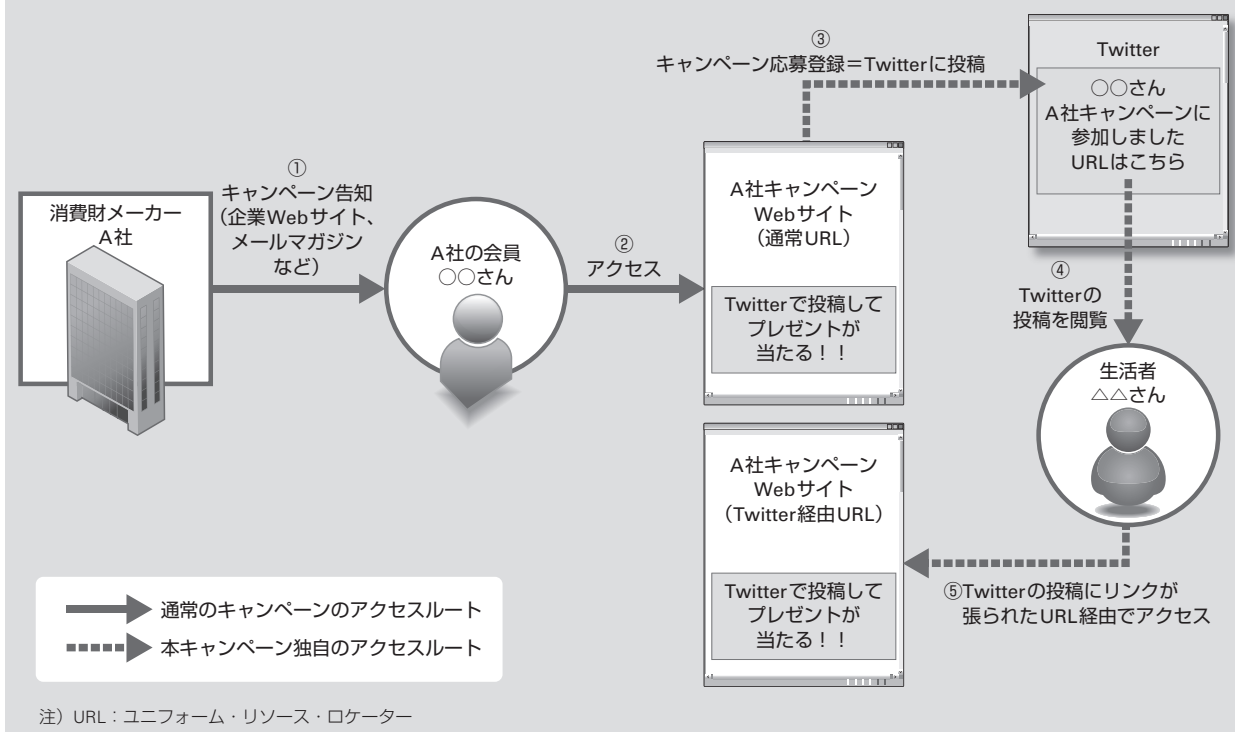 消費財メーカー
A社
①
キャンペーン告知
（企業Webサイト、
メールマガジン
など）
A社の会員
○○さん
②
アクセス
A社キャンペーン
Webサイト
（通常URL）
Twitterで投稿して
プレゼントが
当たる！！
③
キャンペーン応募登録＝Twitterに投稿
Twitter
○○さん
A社キャンペーンに
参加しました
URLはこちら
④
Twitterの
投稿を閲覧
生活者
△△さん
⑤Twitterの投稿にリンクが
張られたURL経由でアクセス
A社キャンペーン
Webサイト
（Twitter経由URL）
Twitterで投稿して
プレゼントが
当たる！！
通常のキャンペーンのアクセスルート
本キャンペーン独自のアクセスルート
注）URL：ユニフォーム・リソース・ロケーター